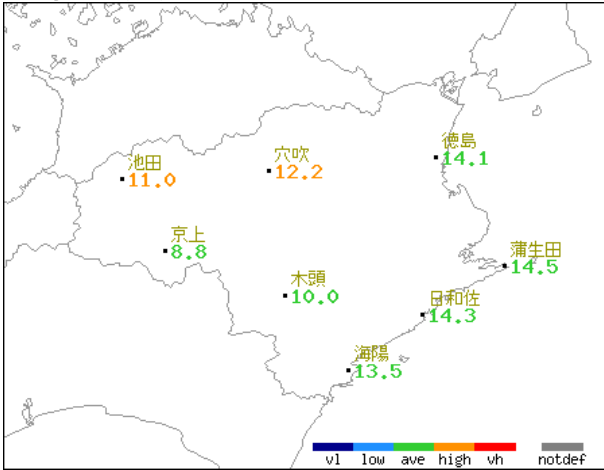 徳島
14.1
穴吹
12.2
池田
11.0
京上
8.8
蒲生田
14.5
木頭
10.0
日和佐
14.3
海陽
13.5
vl low ave high vh notdef